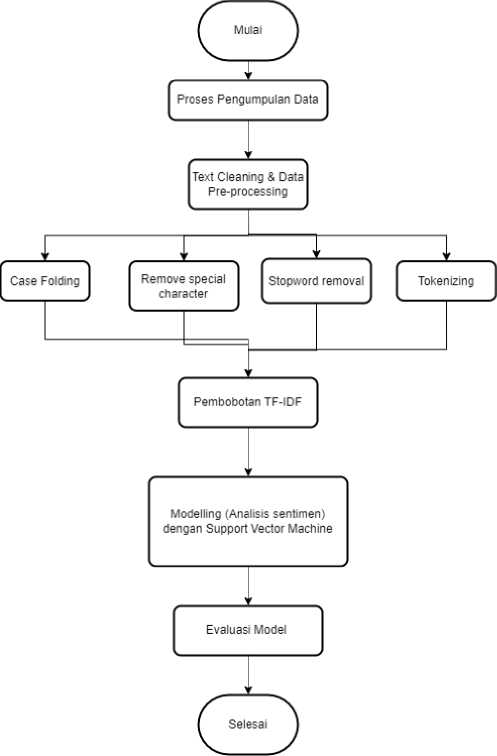 Mulai
Proses Pengumpulan Data
Text Cleaning & Data
Pre-processing
Case Folding
Remove special
character
Stopword removal
Tokenizing
Pembobotan TF-IDF
Modelling (Analisis sentimen)
dengan Support Vector Machine
Evaluasi Model
Selesai